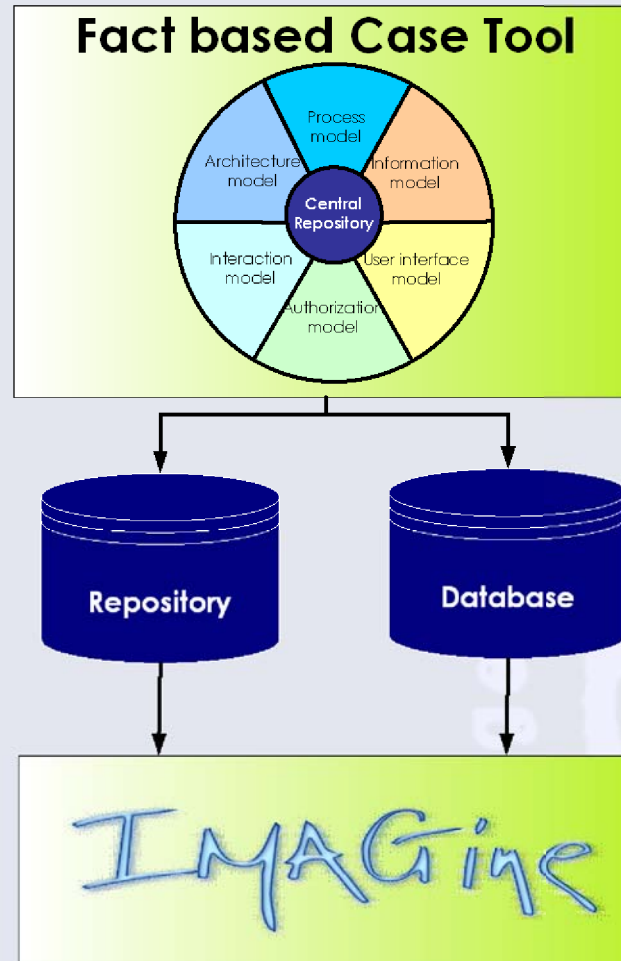 Fact based Case Tool
Process
model
Architecture
model
Information
model
Central
Repository
Interaction
model
User interface
model
Authorization
model
Repository
Database
IMAGine